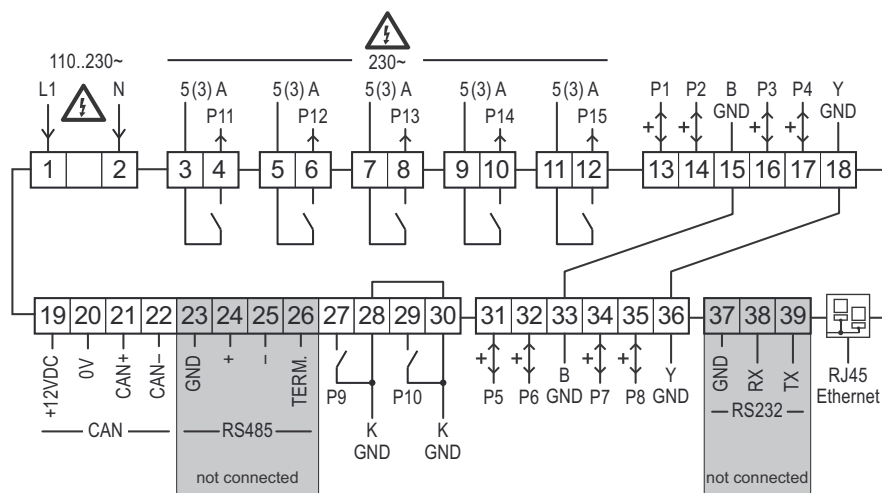 110..230~
230~
L1 N 5 (3) A 5 (3) A 5 (3) A 5 (3) A 5 (3) A P1 P2 B P3 P4 Y
P11 P12 P13 P14 P15 GND GND
+ + + +
1 2 3 4 5 6 7 8 9 10 11 12 13 14 15 16 17 18
19 20 21 22 23 24 25 26 27 28 29 30 31 32 33 34 35 36 37 38 39
+12VDC 0V CAN+ CAN– GND + – TERM. + + + + GND RX TX
P9 P10 P5 P6 B P7 P8 Y RJ45
GND GND Ethernet
CAN RS485 K K RS232
GND GND
not connected not connected